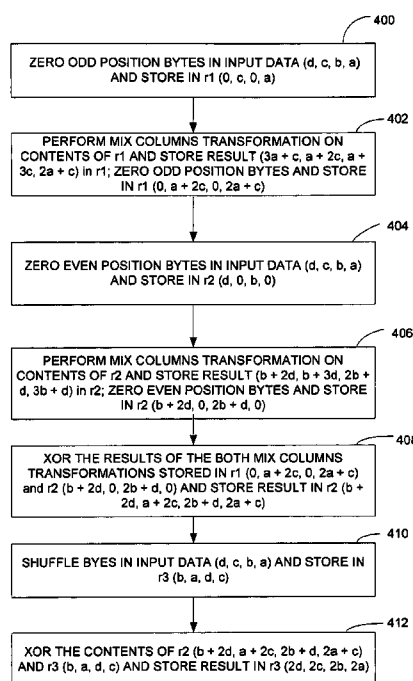 400
ZERO ODD POSITION BYTES IN INPUT DATA (d, c, b, a)
AND STORE IN r1 (0, c, 0, a)
402
PERFORM MIX COLUMNS TRANSFORMATION ON
CONTENTS OF r1 AND STORE RESULT (3a + c, a + 2c, a +
3c, 2a + c) in r1; ZERO ODD POSITION BYTES AND STORE
IN r1 (0, a + 2c, 0, 2a + c)
404
ZERO EVEN POSITION BYTES IN INPUT DATA (d, c, b, a)
AND STORE IN r2 (d, 0, b, 0)
406
PERFORM MIX COLUMNS TRANSFORMATION ON
CONTENTS OF r2 AND STORE RESULT (b + 2d, b + 3d, 2b +
d, 3b + d) in r2; ZERO EVEN POSITION BYTES AND STORE
IN r2 (b + 2d, 0, 2b + d, 0)
408
XOR THE RESULTS OF THE BOTH MIX COLUMNS
TRANSFORMATIONS STORED IN r1 (0, a + 2c, 0, 2a + c)
and r2 (b + 2d, 0, 2b + d, 0) AND STORE RESULT IN r2 (b +
2d, a + 2c, 2b + d, 2a + c)
410
SHUFFLE BYES IN INPUT DATA (d, c, b, a) AND STORE IN
r3 (b, a, d, c)
412
XOR THE CONTENTS OF r2 (b + 2d, a + 2c, 2b + d, 2a + c)
AND r3 (b, a, d, c) AND STORE RESULT IN r3 (2d, 2c, 2b, 2a)